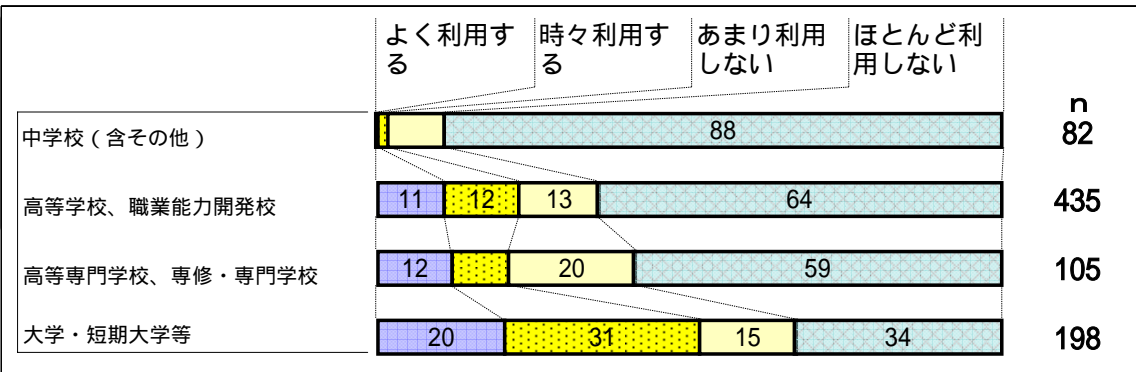 よく利用す 時々利用す あまり利用 ほとんど利
る る しない 用しない
n
中学校（含その他） 88 82
高等学校、職業能力開発校 11 12 13 64 435
高等専門学校、専修・専門学校 12 20 59 105
大学・短期大学等 20 31 15 34 198